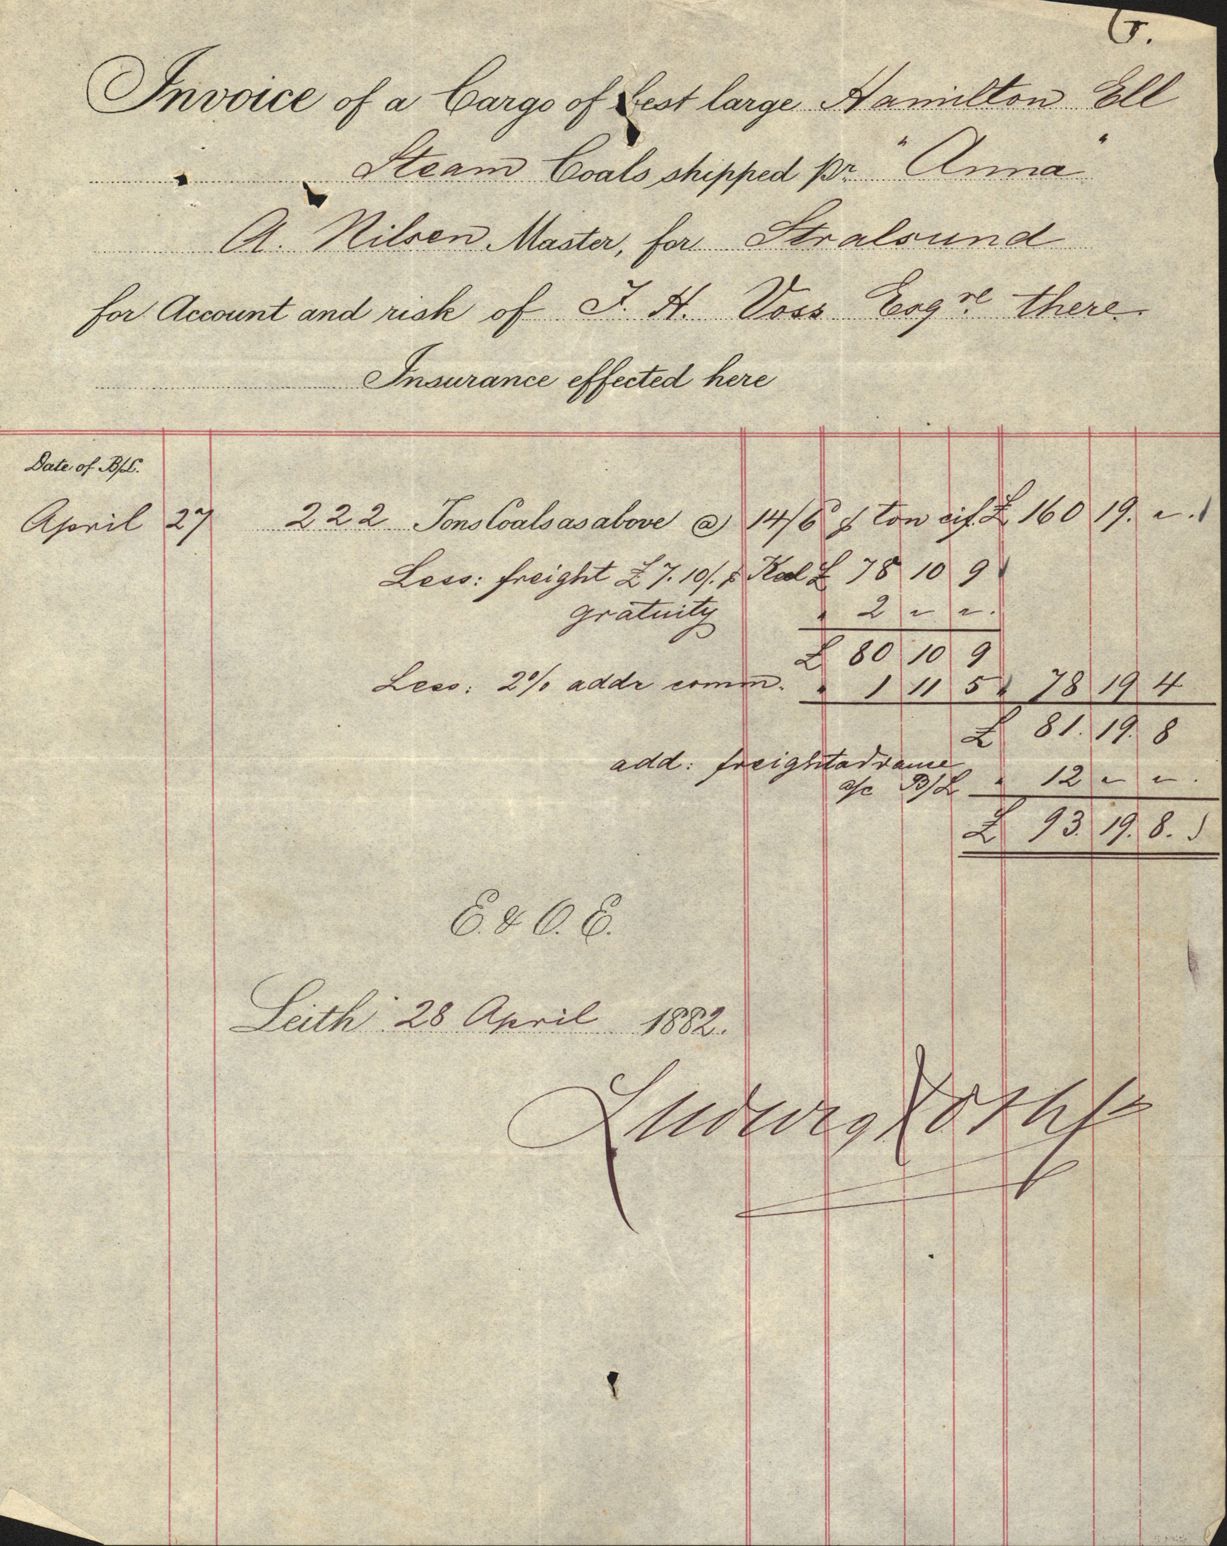 G.
Invoice of a Cargo of best large Hamilton Ell
Steam Coals shipped pr "Anna"
A. Nilsen Master, for Stralsund
for Account and risk of J. H. Voss Esqre there.
Insurance effected here
Date of B/L.
April 27 222 Tons Coals as above @ 14/6 ⅌ ton cif. £ 160 19. „.
Less: freight £ 7. 10/. ⅌ Keel £ 78 10 9
gratuity " 2 „ „.
£ 80 10 9
Less: 2% addr comm. " 1 11 5 " 78 19 4
£ 81. 19. 8
add: freightadvance
a/c B/L " 12 „ „.
£ 93. 19. 8.
E. & O. E.
Leith 28 April 1882.
Ludwig